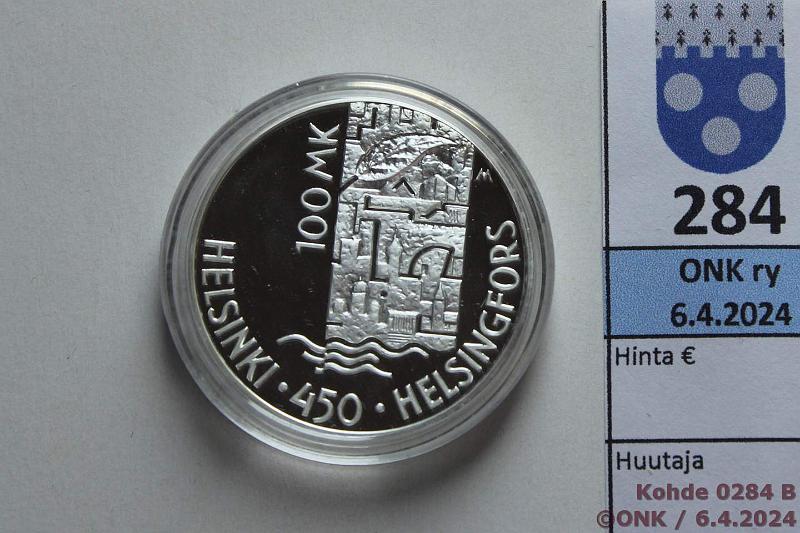 100 MK
HELSINKI · 450 · HELSINGFORS
M
284
ONK ry
6.4.2024
Hinta €
Huutaja
Kohde 0284 B
©ONK / 6.4.2024